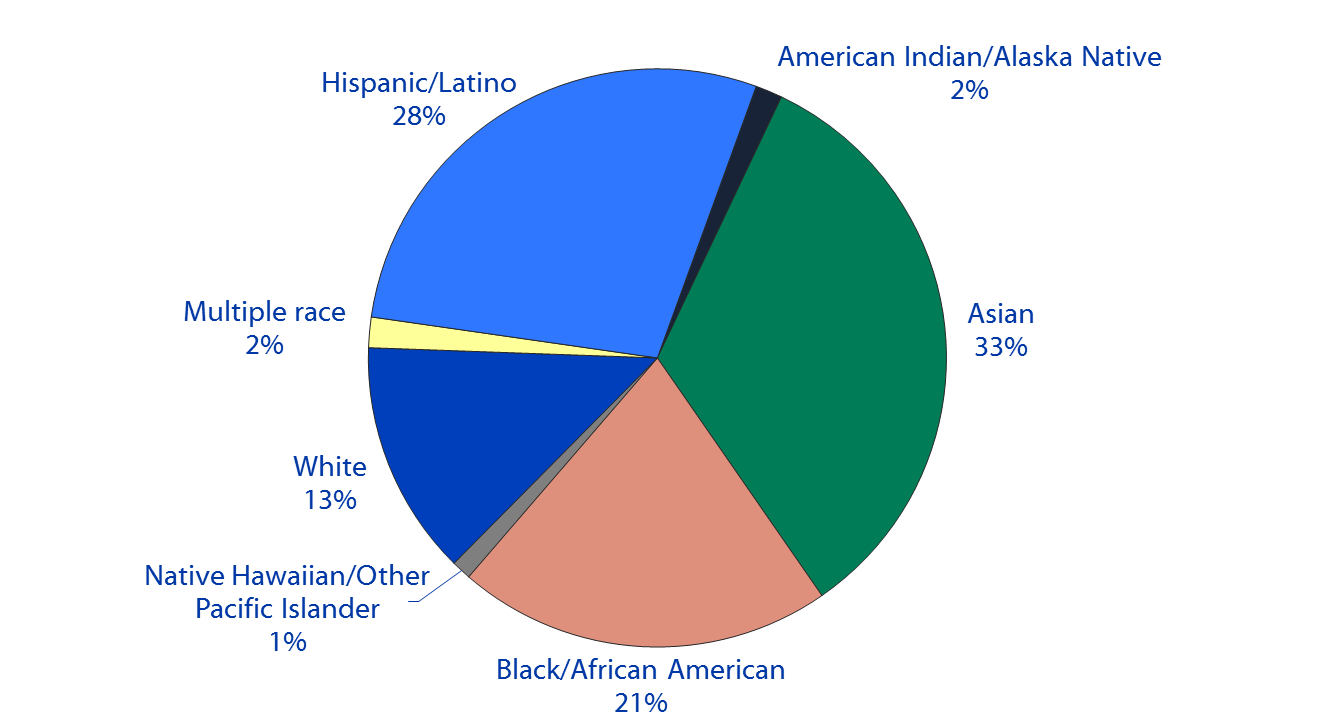 American Indian/Alaska Native
2%
Hispanic/Latino
28%
Multiple race
2%
Asian
33%
White
13%
Native Hawaiian/Other
Pacific Islander
1%
Black/African American
21%